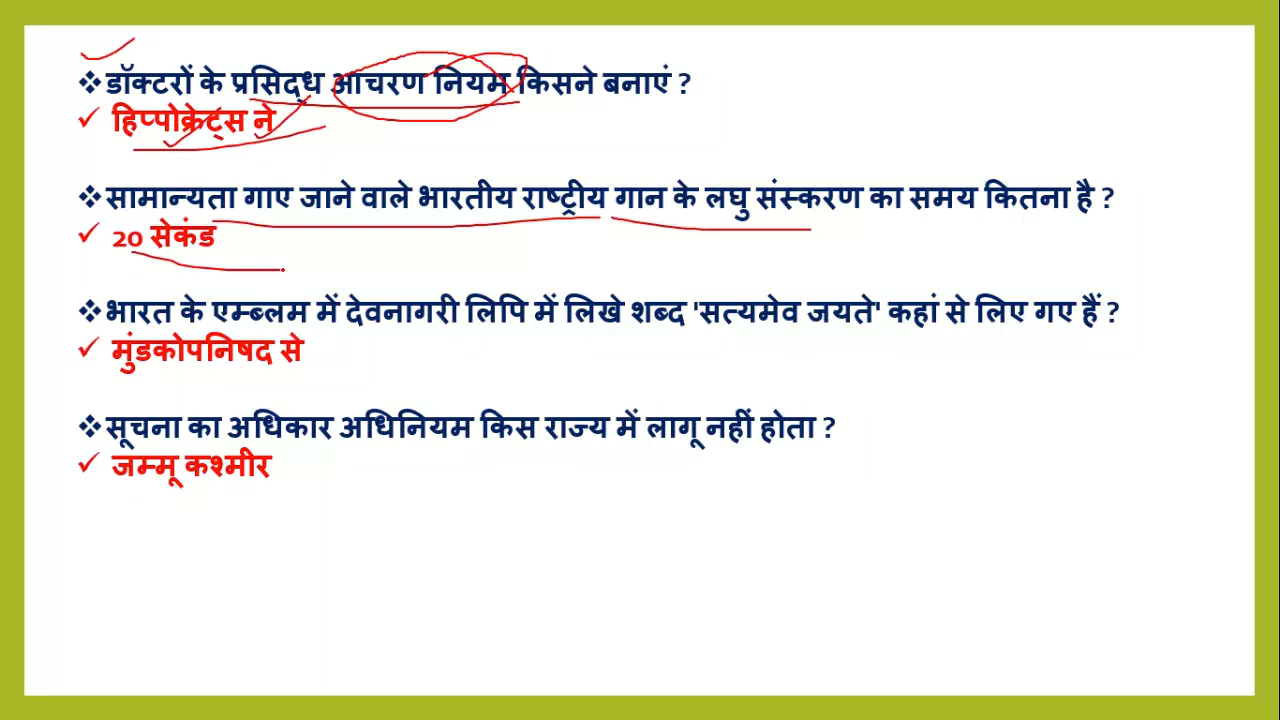 ❖डॉक्टरों के प्रसिद्ध आचरण नियम किसने बनाएं ?
✓ हिप्पोक्रेट्स ने
❖सामान्यता गाए जाने वाले भारतीय राष्ट्रीय गान के लघु संस्करण का समय कितना है ?
✓ 20 सेकंड
❖भारत के एम्ब्लम में देवनागरी लिपि में लिखे शब्द 'सत्यमेव जयते' कहां से लिए गए हैं ?
✓ मुंडकोपनिषद से
❖सूचना का अधिकार अधिनियम किस राज्य में लागू नहीं होता ?
✓ जम्मू कश्मीर